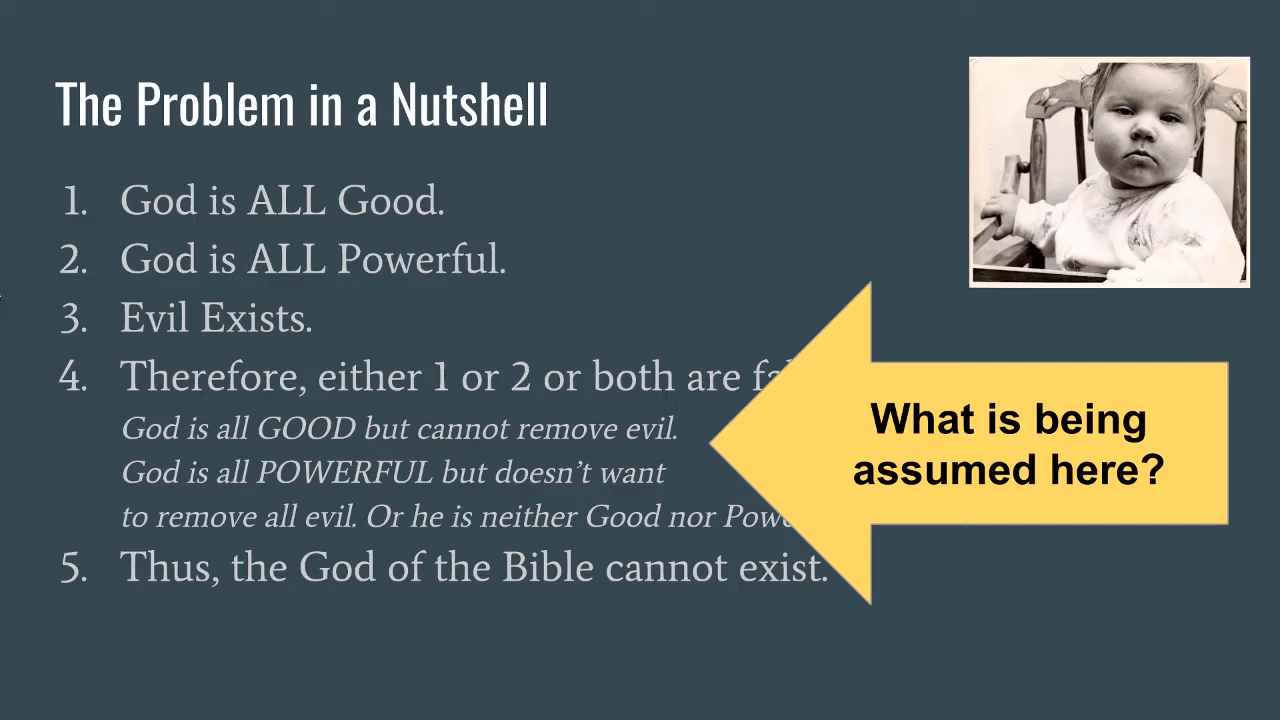 The Problem in a Nutshell
1. God is ALL Good.
2. God is ALL Powerful.
3. Evil Exists.
4. Therefore, either 1 or 2 or both are
God is all GOOD but cannot remove evil.
God is all POWERFUL but doesn't want
to remove all evil. Or he is neither Good nor
5. Thus, the God of the Bible cannot exist.
What is being
assumed here?